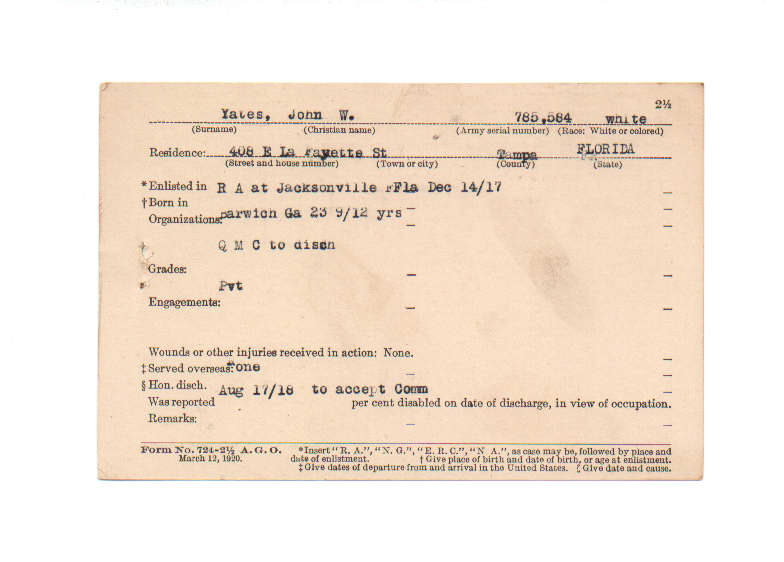 2½
Yates, John W. 785,584 white
(Surname) (Christian name) (Army serial number) (Race: White or colored)
Residence: 408 E La Fayette St Tampa FLORIDA
(Street and house number) (Town or city) (County) (State)
*Enlisted in R A at Jacksonville Fla Dec 14/17
†Born in Parwich Ga 23 9/12 yrs
Organizations:
Q M C to disch
Grades:
Pvt
Engagements:
Wounds or other injuries received in action: None.
‡Served overseas: None
§Hon. disch. Aug 17/18 to accept Comm
Was reported per cent disabled on date of discharge, in view of occupation.
Remarks:
Form No. 724-2½ A. G. O. *Insert "R. A.", "N. G.", "E. R. C.", "N A.", as case may be, followed by place and
March 12, 1920. date of enlistment. †Give place of birth and date of birth, or age at enlistment.
‡Give dates of departure from and arrival in the United States. §Give date and cause.